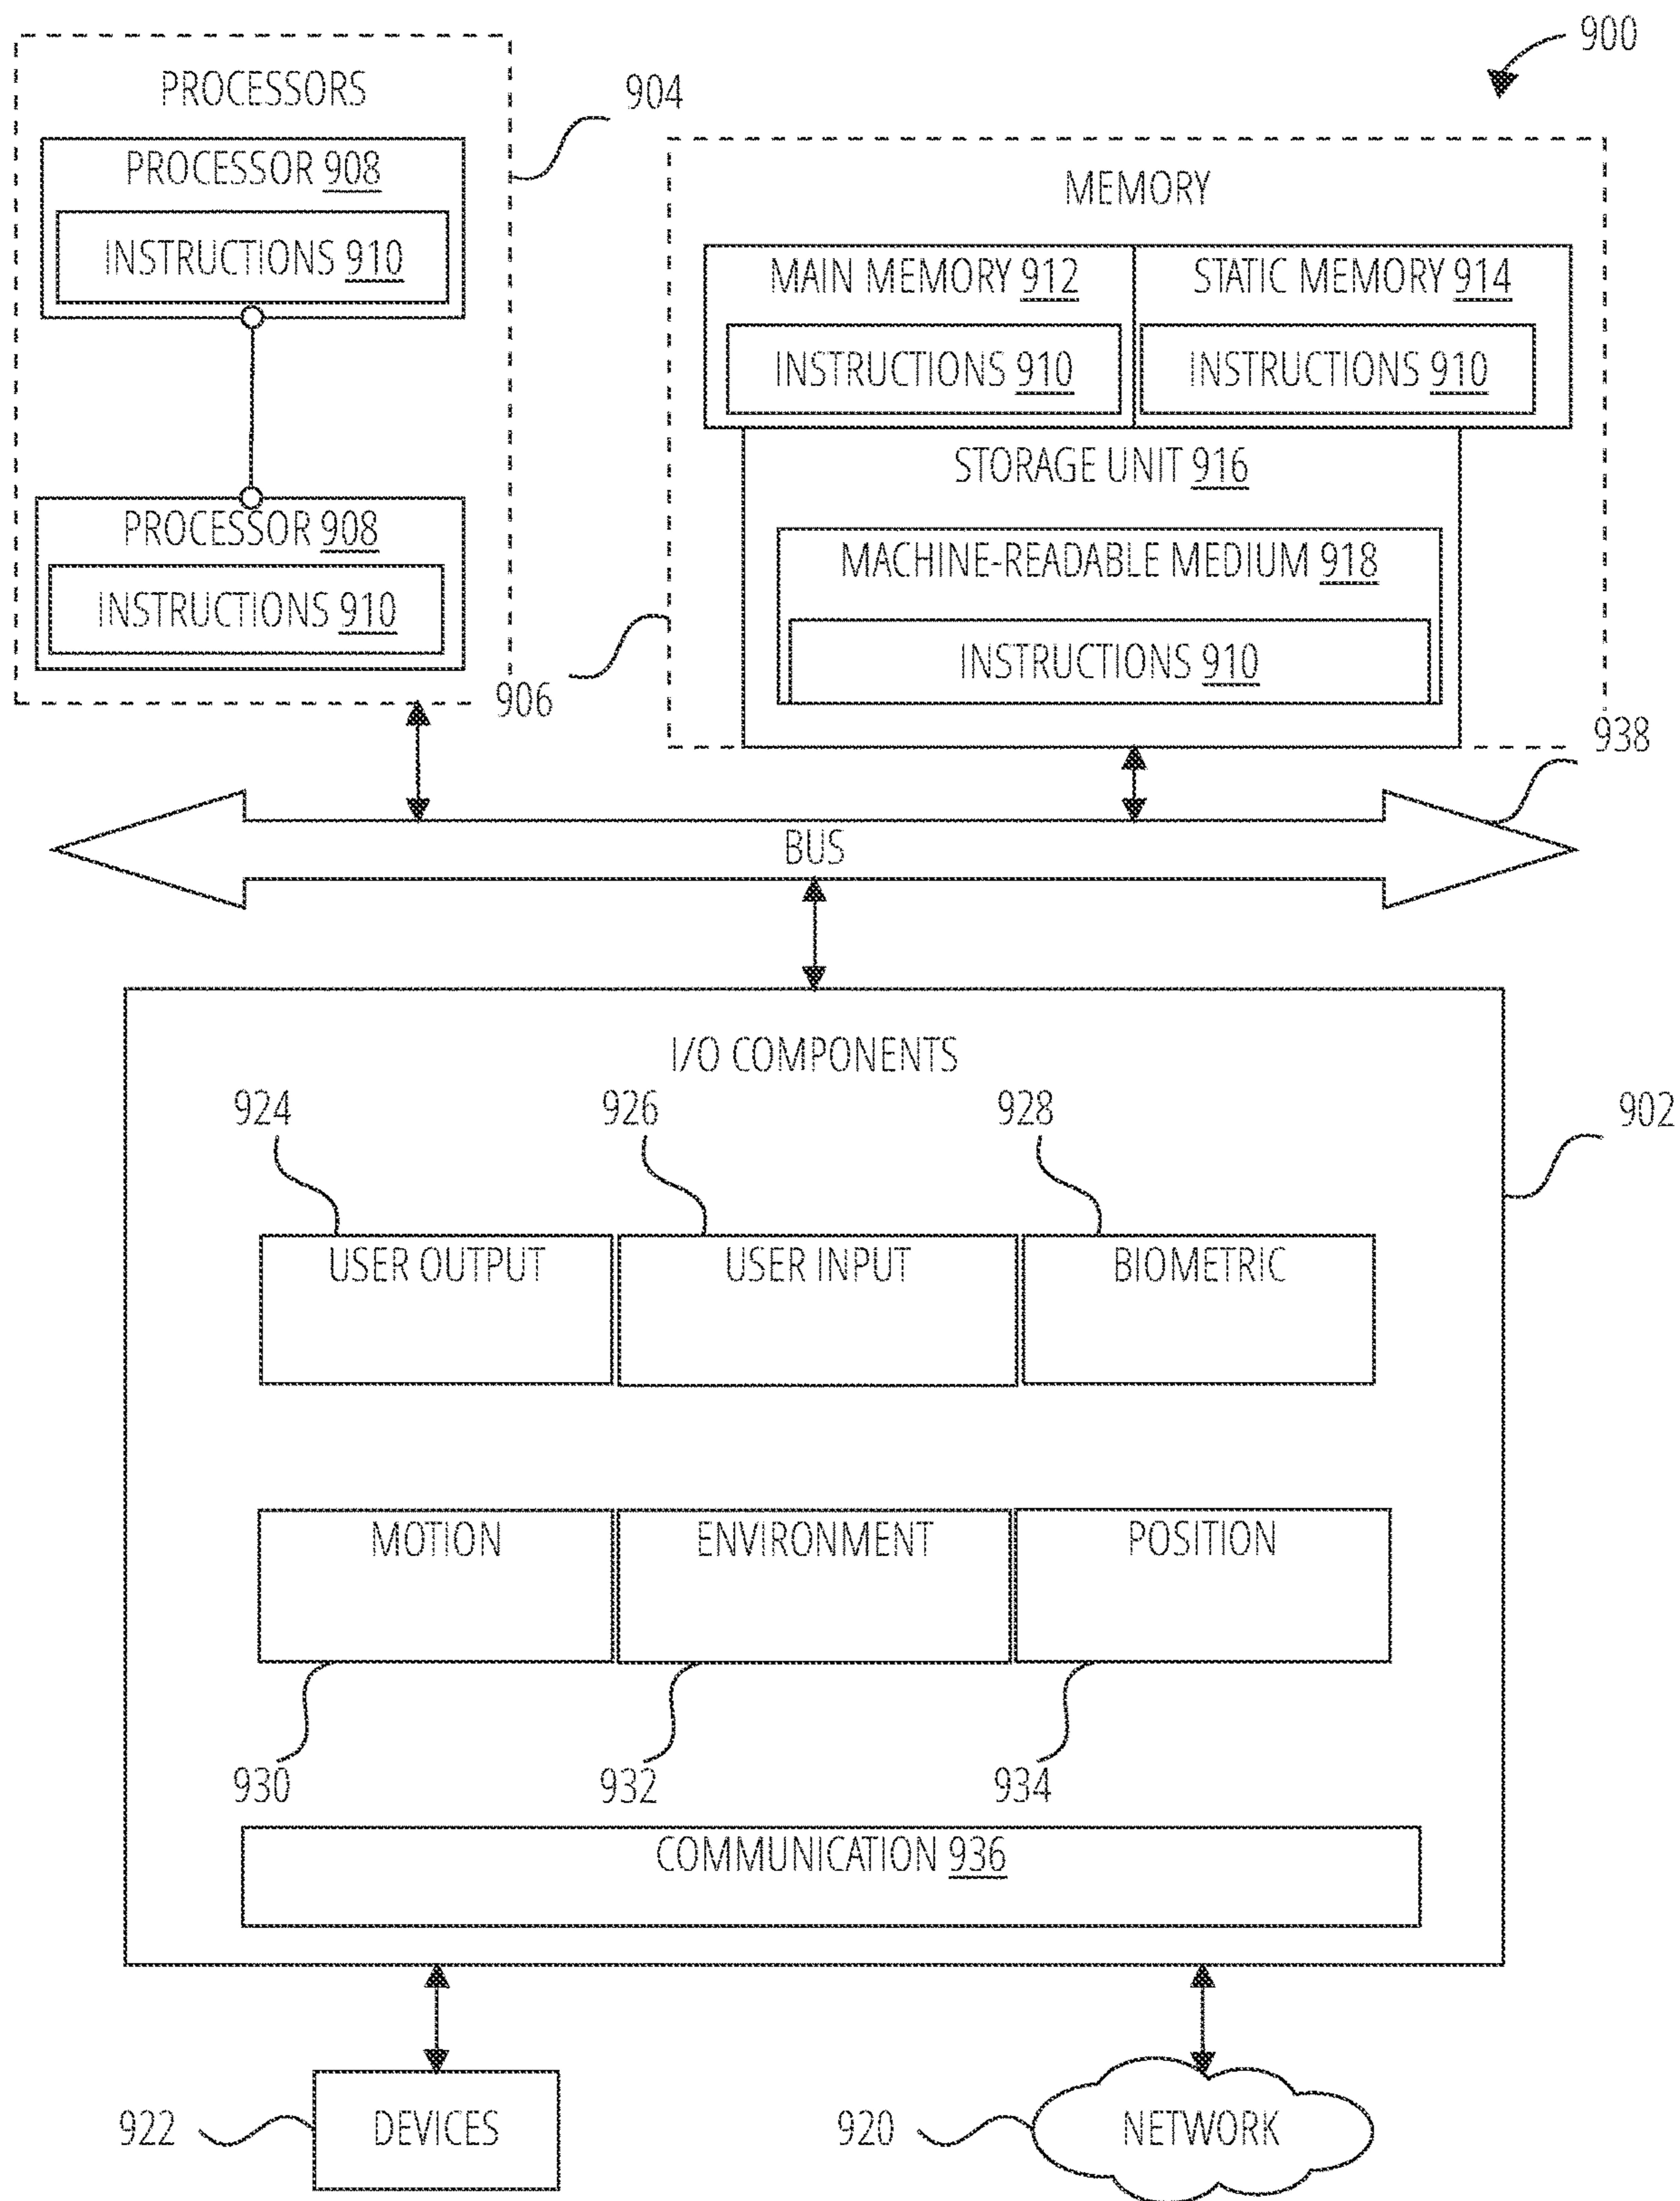 900
PROCESSORS
904
PROCESSOR 908
INSTRUCTIONS 910
PROCESSOR 908
INSTRUCTIONS 910
MEMORY
MAIN MEMORY 912
STATIC MEMORY 914
INSTRUCTIONS 910
INSTRUCTIONS 910
STORAGE UNIT 916
MACHINE-READABLE MEDIUM 918
INSTRUCTIONS 910
906
938
BUS
I/O COMPONENTS
902
924
926
928
USER OUTPUT
USER INPUT
BIOMETRIC
MOTION
ENVIRONMENT
POSITION
930
932
934
COMMUNICATION 936
922
DEVICES
920
NETWORK